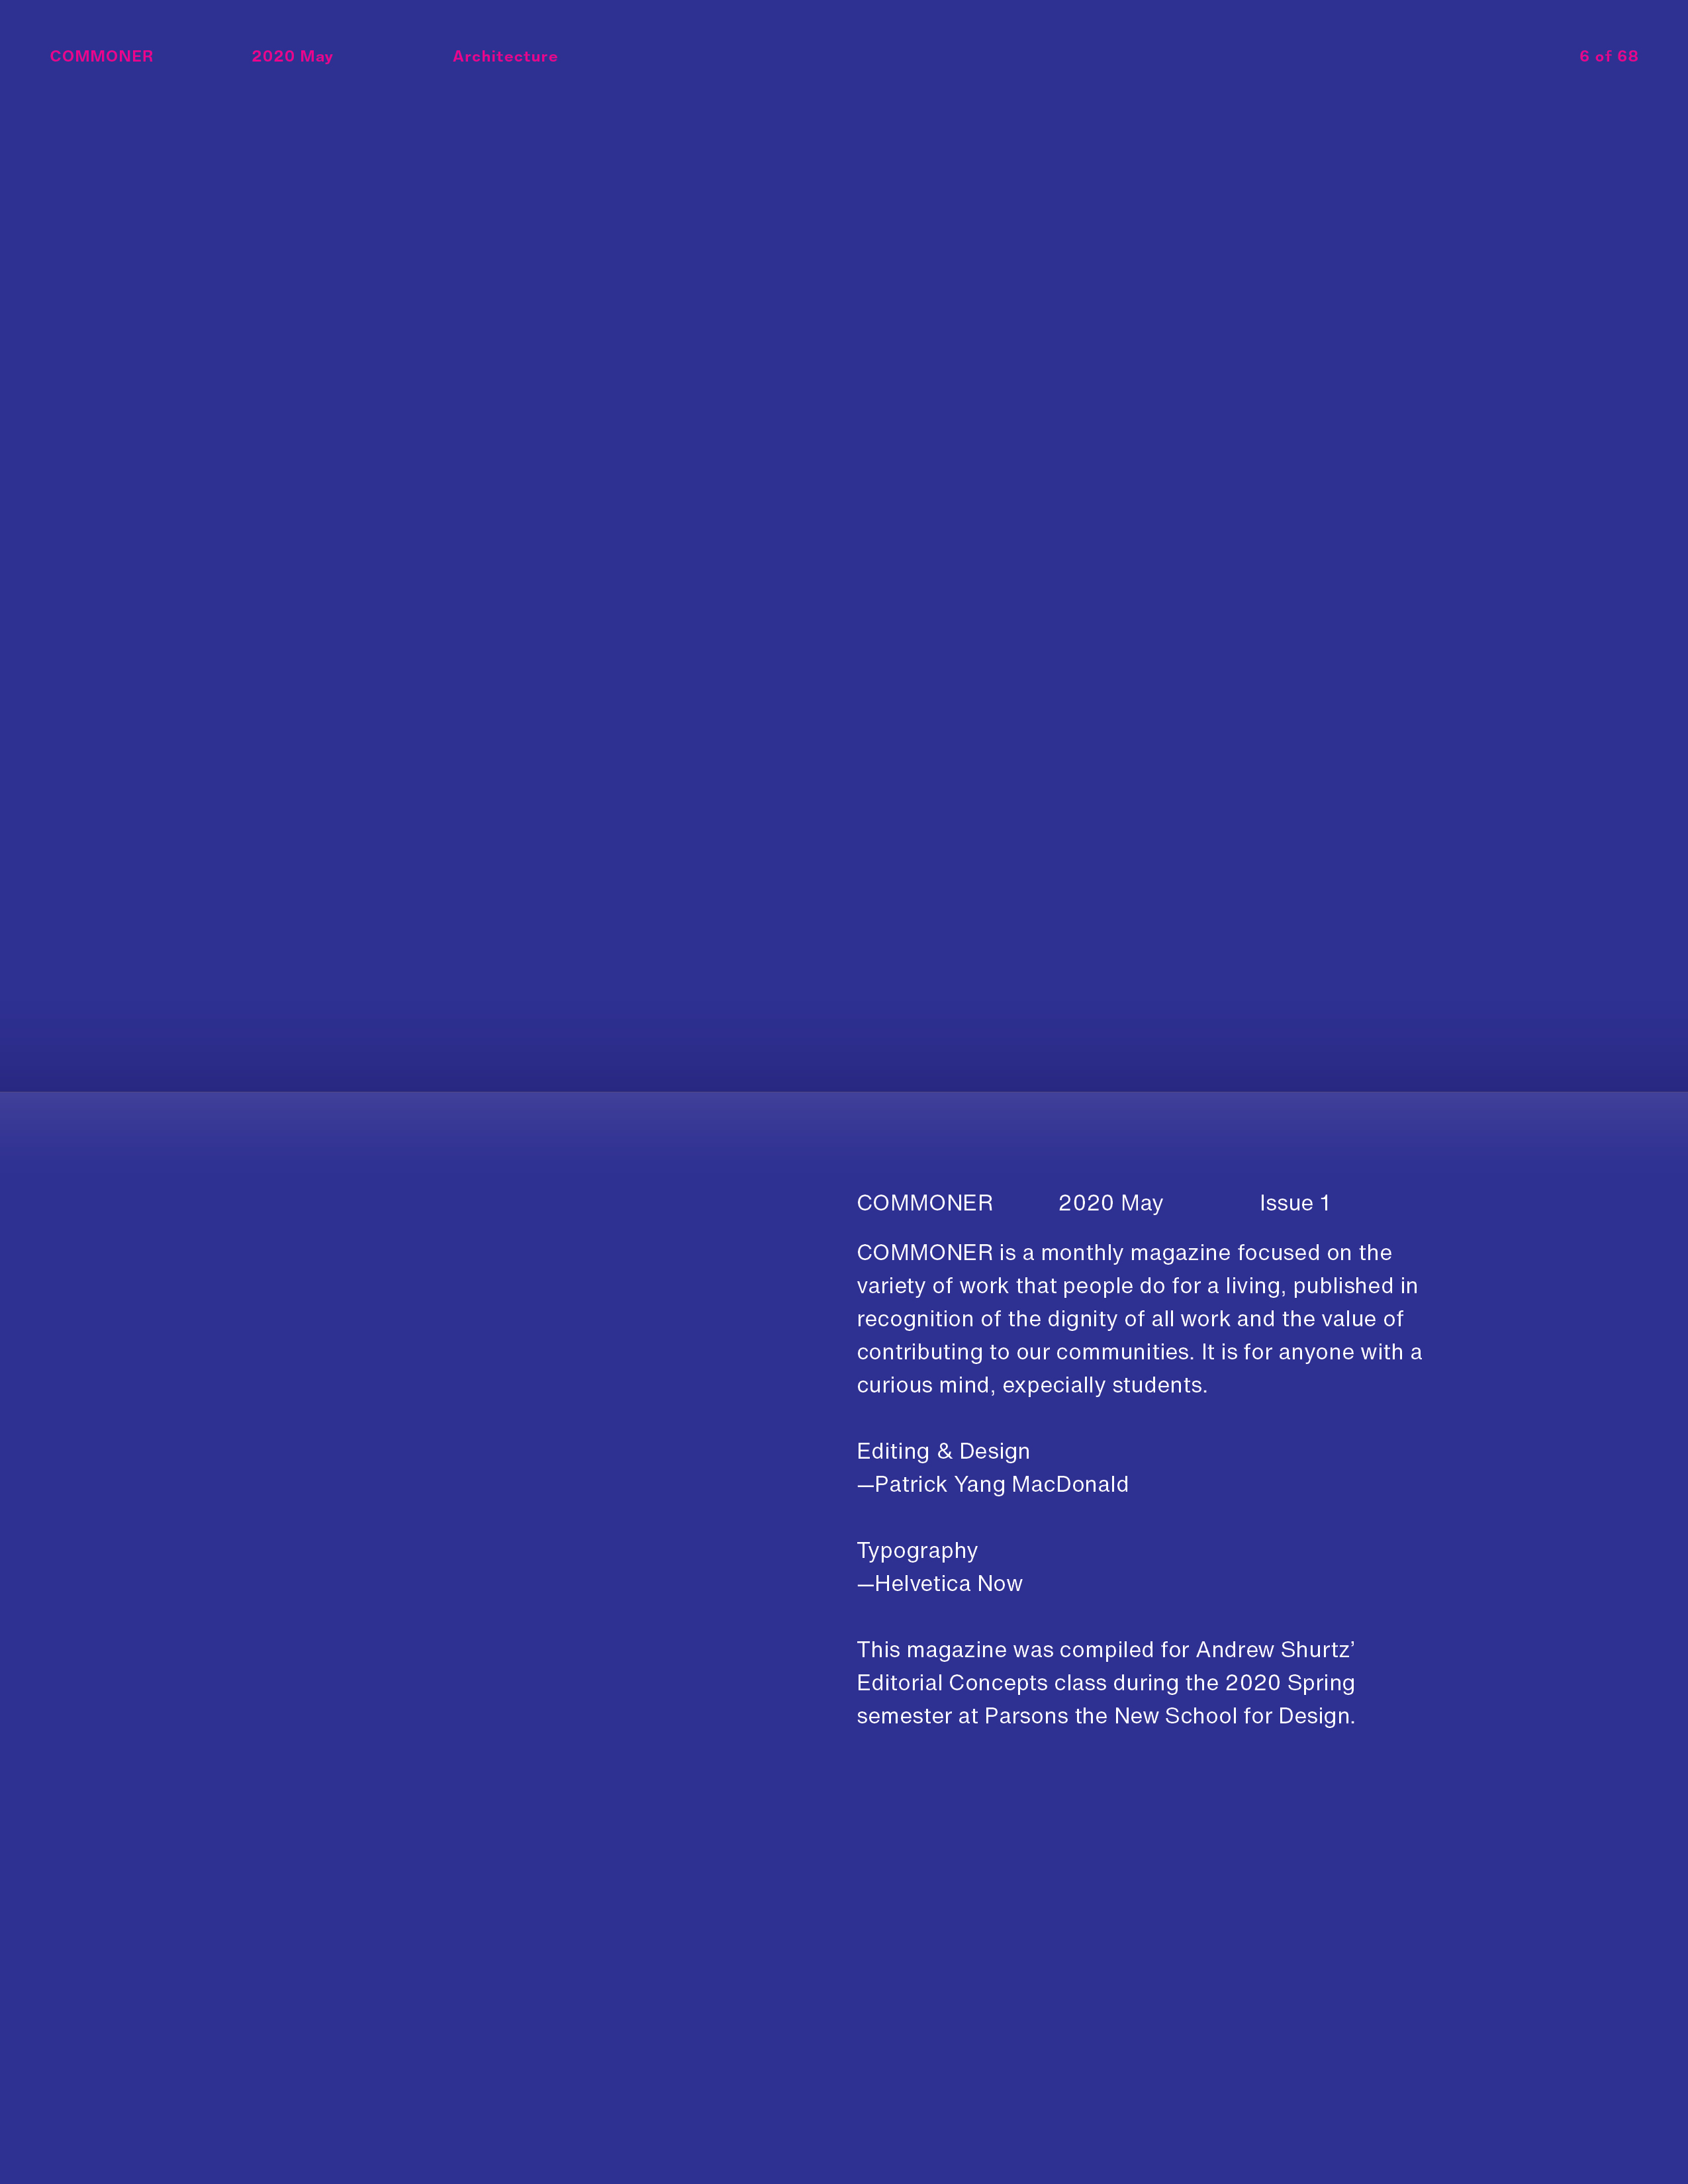 COMMONER 2020 May Architecture 6 of 68
COMMONER 2020 May Issue 1
COMMONER is a monthly magazine focused on the
variety of work that people do for a living, published in
recognition of the dignity of all work and the value of
contributing to our communities. It is for anyone with a
curious mind, expecially students.
Editing & Design
—Patrick Yang MacDonald
Typography
—Helvetica Now
This magazine was compiled for Andrew Shurtz’
Editorial Concepts class during the 2020 Spring
semester at Parsons the New School for Design.